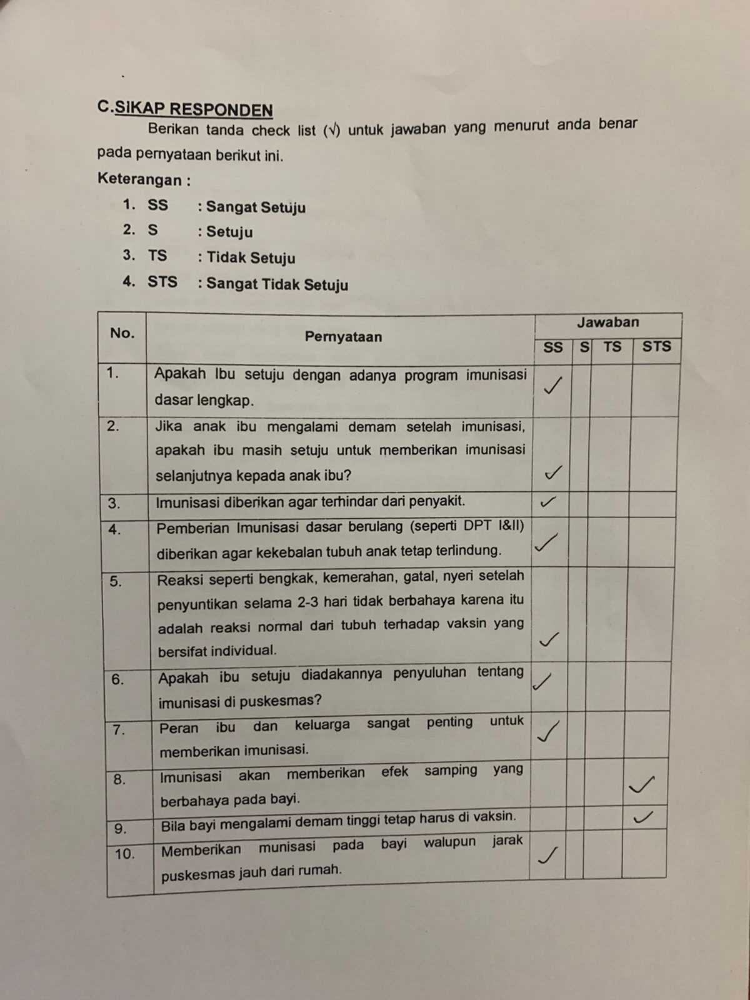 C.SIKAP RESPONDEN
Berikan tanda check list (√) untuk jawaban yang menurut anda benar
pada pernyataan berikut ini.
Keterangan :
1. SS : Sangat Setuju
2. S : Setuju
3. TS : Tidak Setuju
4. STS : Sangat Tidak Setuju
No. Pernyataan Jawaban
SS S TS STS
1. Apakah Ibu setuju dengan adanya program imunisasi ✓
dasar lengkap.
2. Jika anak ibu mengalami demam setelah imunisasi,
apakah ibu masih setuju untuk memberikan imunisasi
selanjutnya kepada anak ibu? ✓
3. Imunisasi diberikan agar terhindar dari penyakit. ✓
4. Pemberian Imunisasi dasar berulang (seperti DPT I&II)
diberikan agar kekebalan tubuh anak tetap terlindung. ✓
5. Reaksi seperti bengkak, kemerahan, gatal, nyeri setelah
penyuntikan selama 2-3 hari tidak berbahaya karena itu
adalah reaksi normal dari tubuh terhadap vaksin yang
bersifat individual. ✓
6. Apakah ibu setuju diadakannya penyuluhan tentang ✓
imunisasi di puskesmas?
7. Peran ibu dan keluarga sangat penting untuk ✓
memberikan imunisasi.
8. Imunisasi akan memberikan efek samping yang ✓
berbahaya pada bayi.
9. Bila bayi mengalami demam tinggi tetap harus di vaksin. ✓
10. Memberikan munisasi pada bayi walupun jarak ✓
puskesmas jauh dari rumah.